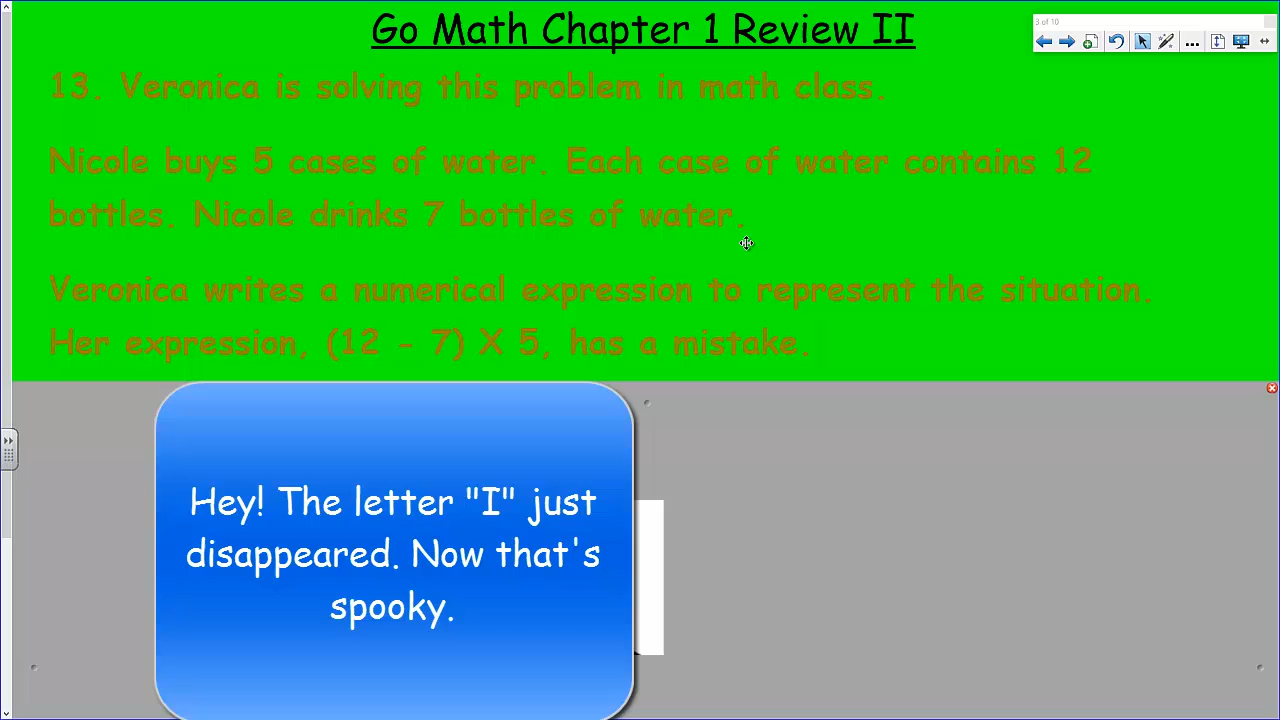 Go Math Chapter 1 Review II
3 of 10
13. Veronica is solving this problem in math class.
Nicole buys 5 cases of water. Each case of water contains 12
bottles. Nicole drinks 7 bottles of water.
Veronica writes a numerical expression to represent the situation.
Her expression, (12 - 7) X 5, has a mistake.
Hey! The letter "I" just
disappeared. Now that's
spooky.